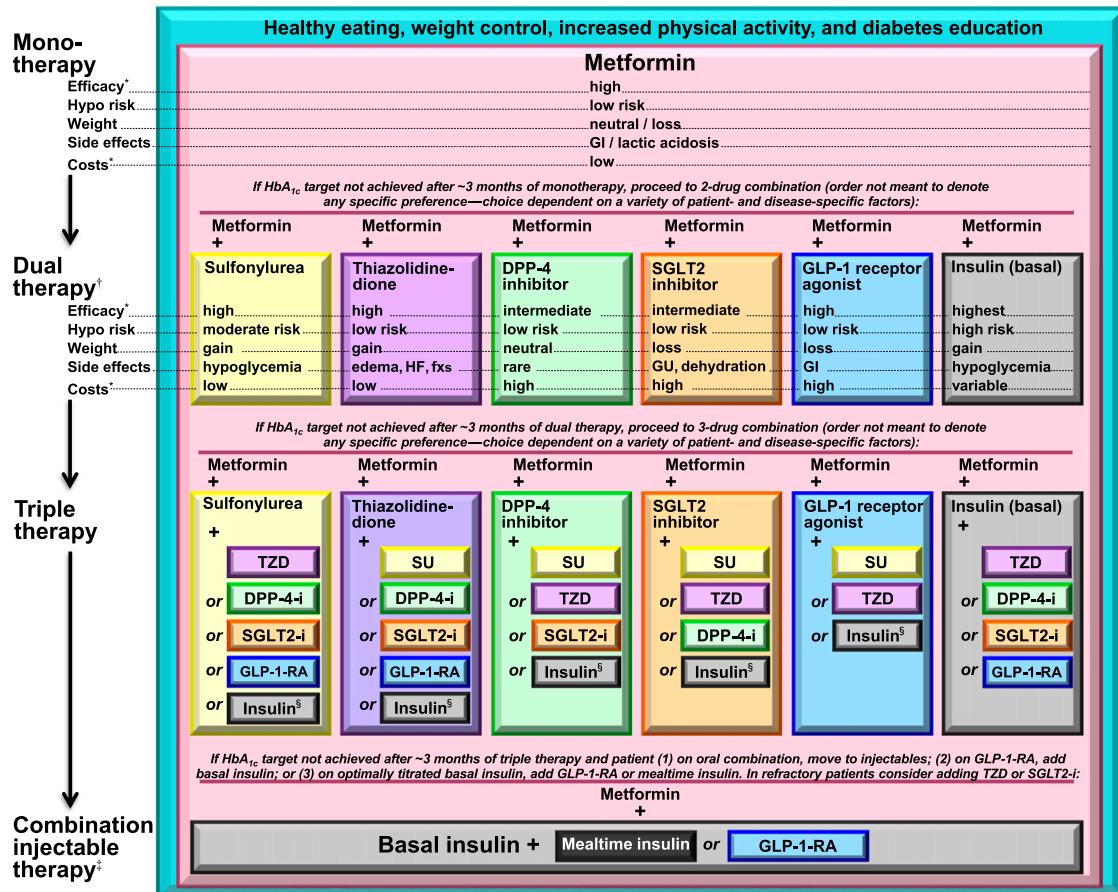 Healthy eating, weight control, increased physical activity, and diabetes education
Mono-
therapy
Metformin
Efficacy* high
Hypo risk low risk
Weight neutral / loss
Side effects GI / lactic acidosis
Costs* low
If HbA1c target not achieved after ~3 months of monotherapy, proceed to 2-drug combination (order not meant to denote
any specific preference—choice dependent on a variety of patient- and disease-specific factors):
Metformin Metformin Metformin Metformin Metformin Metformin
+ + + + + +
Dual
therapy†
Sulfonylurea
Thiazolidine-
dione
DPP-4
inhibitor
SGLT2
inhibitor
GLP-1 receptor
agonist
Insulin (basal)
Efficacy* high high intermediate intermediate high highest
Hypo risk moderate risk low risk low risk low risk low risk high risk
Weight gain gain neutral loss loss gain
Side effects hypoglycemia edema, HF, fxs rare GU, dehydration GI hypoglycemia
Costs* low low high high high variable
If HbA1c target not achieved after ~3 months of dual therapy, proceed to 3-drug combination (order not meant to denote
any specific preference—choice dependent on a variety of patient- and disease-specific factors):
Triple
therapy
Metformin
+
Sulfonylurea
+
TZD
or DPP-4-i
or SGLT2-i
or GLP-1-RA
or Insulin§
Metformin
+
Thiazolidine-
dione
+
SU
or DPP-4-i
or SGLT2-i
or GLP-1-RA
or Insulin§
Metformin
+
DPP-4
inhibitor
+
SU
or TZD
or SGLT2-i
or Insulin§
Metformin
+
SGLT2
inhibitor
+
SU
or TZD
or DPP-4-i
or Insulin§
Metformin
+
GLP-1 receptor
agonist
+
SU
or TZD
or Insulin§
Metformin
+
Insulin (basal)
+
TZD
or DPP-4-i
or SGLT2-i
or GLP-1-RA
If HbA1c target not achieved after ~3 months of triple therapy and patient (1) on oral combination, move to injectables; (2) on GLP-1-RA, add
basal insulin; or (3) on optimally titrated basal insulin, add GLP-1-RA or mealtime insulin. In refractory patients consider adding TZD or SGLT2-i:
Metformin
+
Combination
injectable
therapy‡
Basal insulin + Mealtime insulin or GLP-1-RA